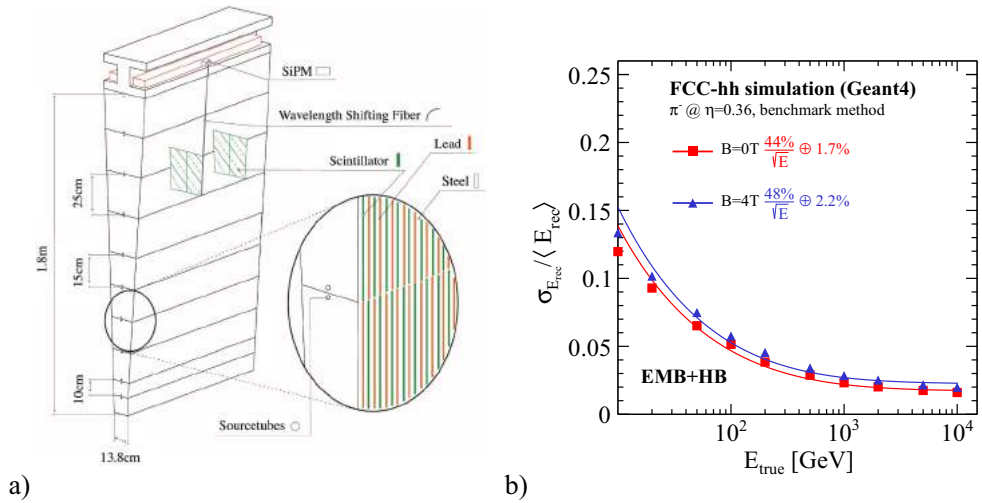 SiPM
Wavelength Shifting Fiber
Lead
Scintillator
Steel
25cm
1.8m
15cm
10cm
Sourcetubes
13.8cm
a)
0.25
FCC-hh simulation (Geant4)
π⁻ @ η=0.36, benchmark method
0.2
B=0T 44%/√E ⊕ 1.7%
B=4T 48%/√E ⊕ 2.2%
0.15
σ_E_rec / ⟨ E_rec ⟩
0.1
0.05
EMB+HB
0
10² 10³ 10⁴
E_true [GeV]
b)